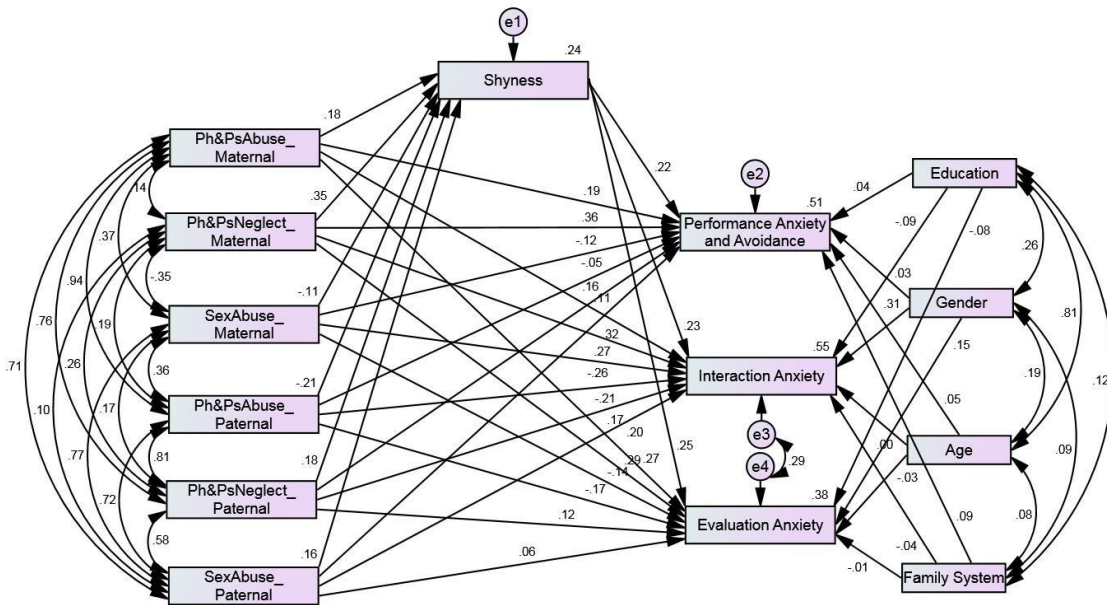 e1
.24
Shyness
.18
Ph&PsAbuse_
Maternal
.22
e2
Education
.14
.35
.19
.51
.04
Ph&PsNeglect_
Maternal
.36
Performance Anxiety
and Avoidance
-.09
-.08
.26
.37
-.12
-.05
.94
-.35
.16
.11
.03
.31
Gender
.81
.76
.19
-.11
SexAbuse_
Maternal
.32
.23
.15
.71
.26
.36
.27
.55
.19
.12
-.21
-.26
Interaction Anxiety
.10
.17
Ph&PsAbuse_
Paternal
-.21
.05
.17
.20
e3
.00
Age
.09
.77
.81
.18
.29
.27
.25
e4
.29
-.03
.72
Ph&PsNeglect_
Paternal
-.14
-.17
.38
.08
.12
Evaluation Anxiety
.09
.58
.16
.06
-.04
-.01
SexAbuse_
Paternal
Family System